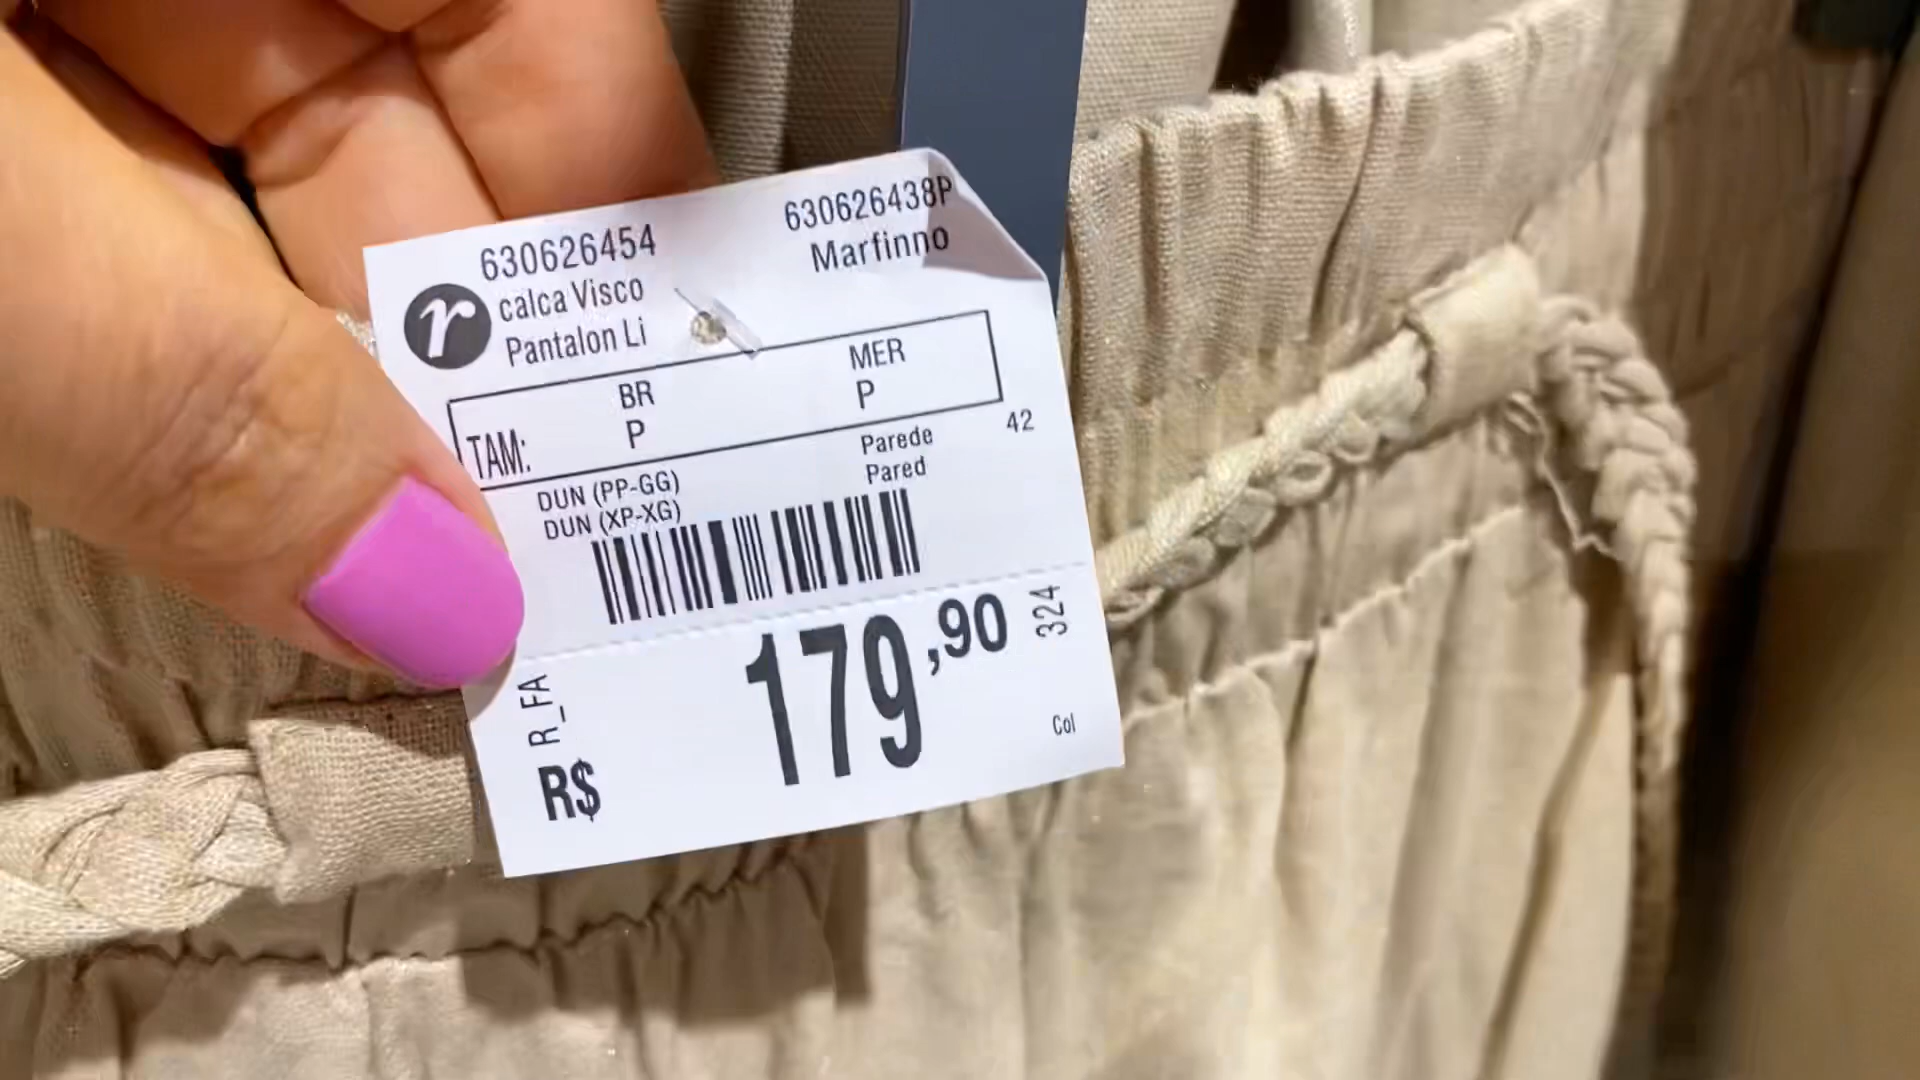 630626454 630626438P
r calca Visco Marfinno
Pantalon Li
BR MER
TAM: P P
DUN (PP-GG) Parede 42
DUN (XP-XG) Pared
R_FA 179,90 324
R$ Col